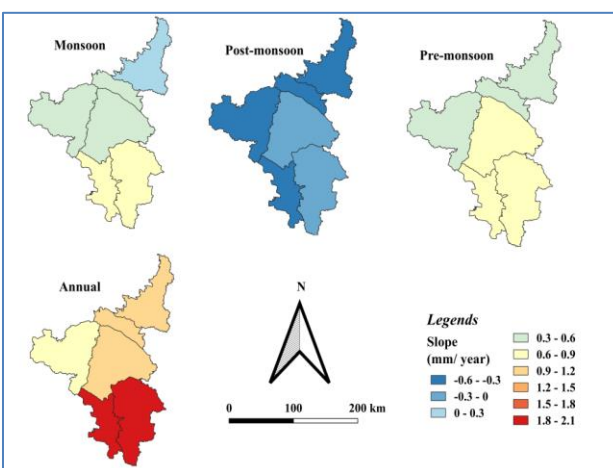 Monsoon
Post-monsoon
Pre-monsoon
Annual
N
0 100 200 km
Legends
Slope
(mm/ year)
-0.6 - -0.3
-0.3 - 0
0 - 0.3
0.3 - 0.6
0.6 - 0.9
0.9 - 1.2
1.2 - 1.5
1.5 - 1.8
1.8 - 2.1